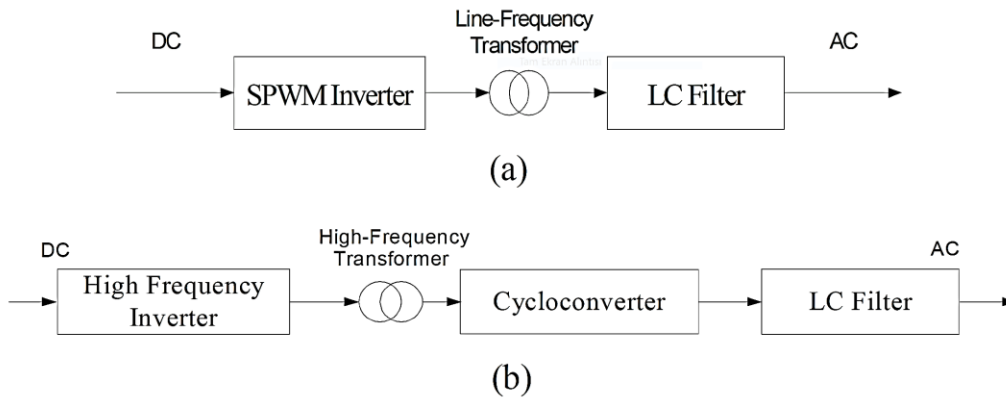 DC
Line-Frequency
Transformer
AC
SPWM Inverter
LC Filter
(a)
DC
High-Frequency
Transformer
AC
High Frequency
Inverter
Cycloconverter
LC Filter
(b)